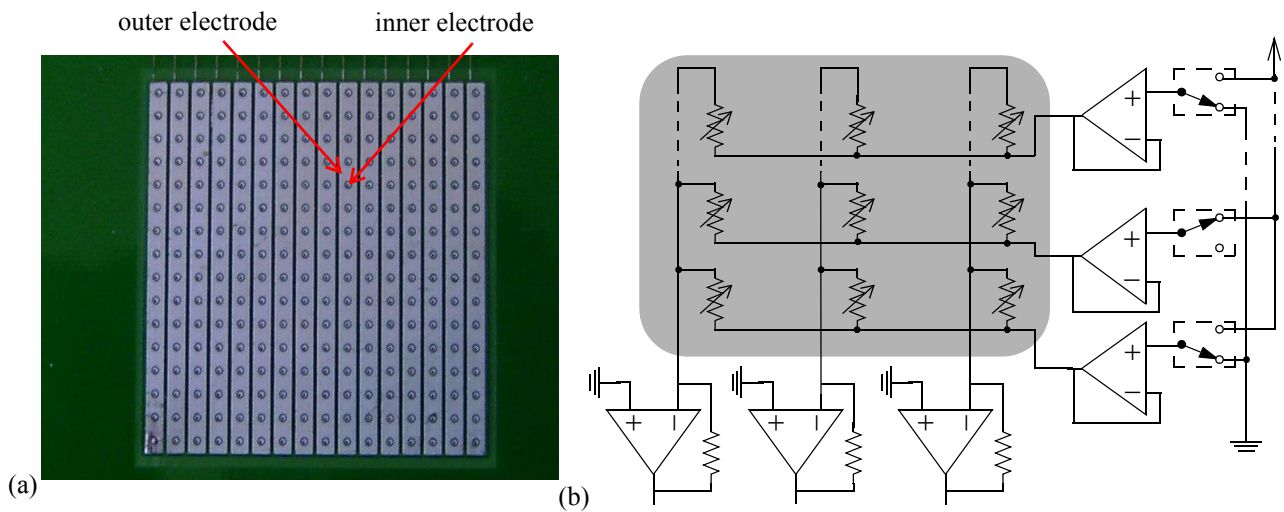 outer electrode
inner electrode
(a)
(b)
+
−
+
−
+
−
+ −
+ −
+ −